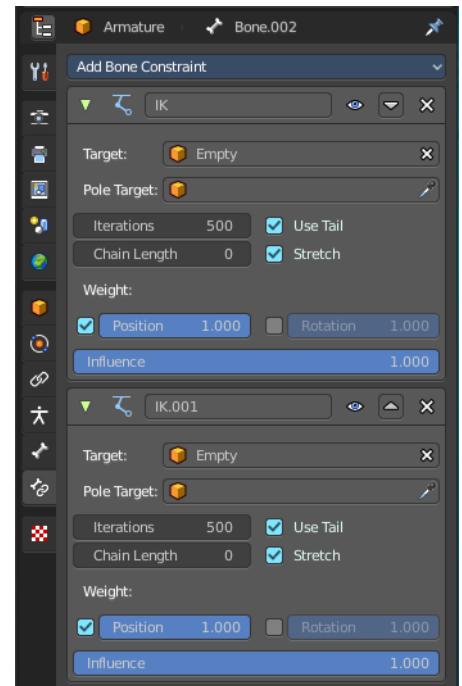 Armature Bone.002
Add Bone Constraint
IK
Target: Empty
Pole Target:
Iterations 500 Use Tail
Chain Length 0 Stretch
Weight:
Position 1.000 Rotation 1.000
Influence 1.000
IK.001
Target: Empty
Pole Target:
Iterations 500 Use Tail
Chain Length 0 Stretch
Weight:
Position 1.000 Rotation 1.000
Influence 1.000